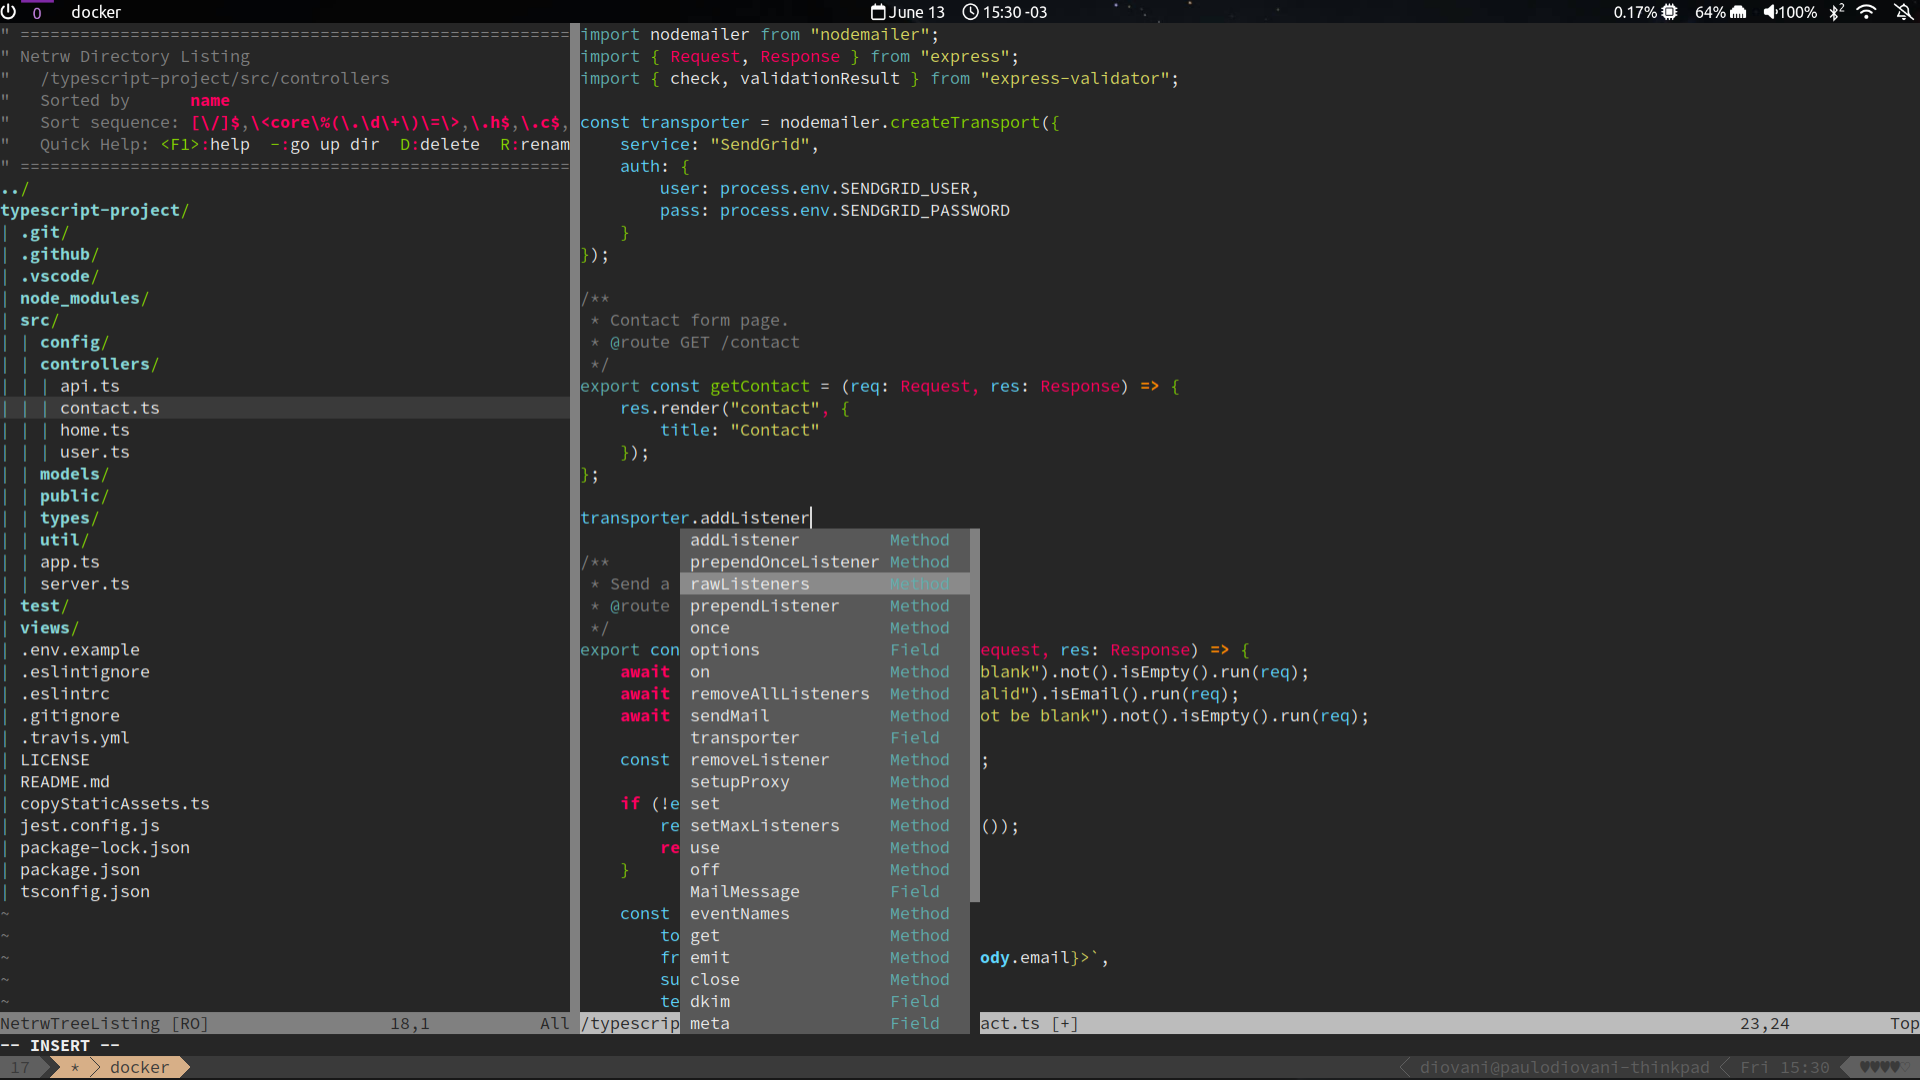 0 docker June 13 15:30 -03 0.17% 64% 100% 2
" =======================================================
" Netrw Directory Listing
"   /typescript-project/src/controllers
"   Sorted by      name
"   Sort sequence: [\/]$,\<core\%(\.\d\+\)\=\>,\.h$,\.c$,
"   Quick Help: <F1>:help  -:go up dir  D:delete  R:renam
" =======================================================
../
typescript-project/
| .git/
| .github/
| .vscode/
| node_modules/
| src/
| | config/
| | controllers/
| | | api.ts
| | | contact.ts
| | | home.ts
| | | user.ts
| | models/
| | public/
| | types/
| | util/
| | app.ts
| | server.ts
| test/
| views/
| .env.example
| .eslintignore
| .eslintrc
| .gitignore
| .travis.yml
| LICENSE
| README.md
| copyStaticAssets.ts
| jest.config.js
| package-lock.json
| package.json
| tsconfig.json
~
~
~
~
~
NetrwTreeListing [RO] 18,1 All
import nodemailer from "nodemailer";
import { Request, Response } from "express";
import { check, validationResult } from "express-validator";
const transporter = nodemailer.createTransport({
    service: "SendGrid",
    auth: {
        user: process.env.SENDGRID_USER,
        pass: process.env.SENDGRID_PASSWORD
    }
});
/**
 * Contact form page.
 * @route GET /contact
 */
export const getContact = (req: Request, res: Response) => {
    res.render("contact", {
        title: "Contact"
    });
};
transporter.addListener
addListener Method
/** prependOnceListener Method
 * Send a rawListeners Method
 * @route prependListener Method
 */ once Method
export con options Field equest, res: Response) => {
    await on Method blank").not().isEmpty().run(req);
    await removeAllListeners Method alid").isEmail().run(req);
    await sendMail Method ot be blank").not().isEmpty().run(req);
transporter Field
    const removeListener Method ;
setupProxy Method
    if (!e set Method
        re setMaxListeners Method ());
        re use Method
    } off Method
MailMessage Field
    const eventNames Method
        to get Method
        fr emit Method ody.email}>`,
        su close Method
        te dkim Field
/typescrip meta Field act.ts [+] 23,24 Top
-- INSERT --
17 * docker diovani@paulodiovani-thinkpad Fri 15:30 ♥♥♥♥♡